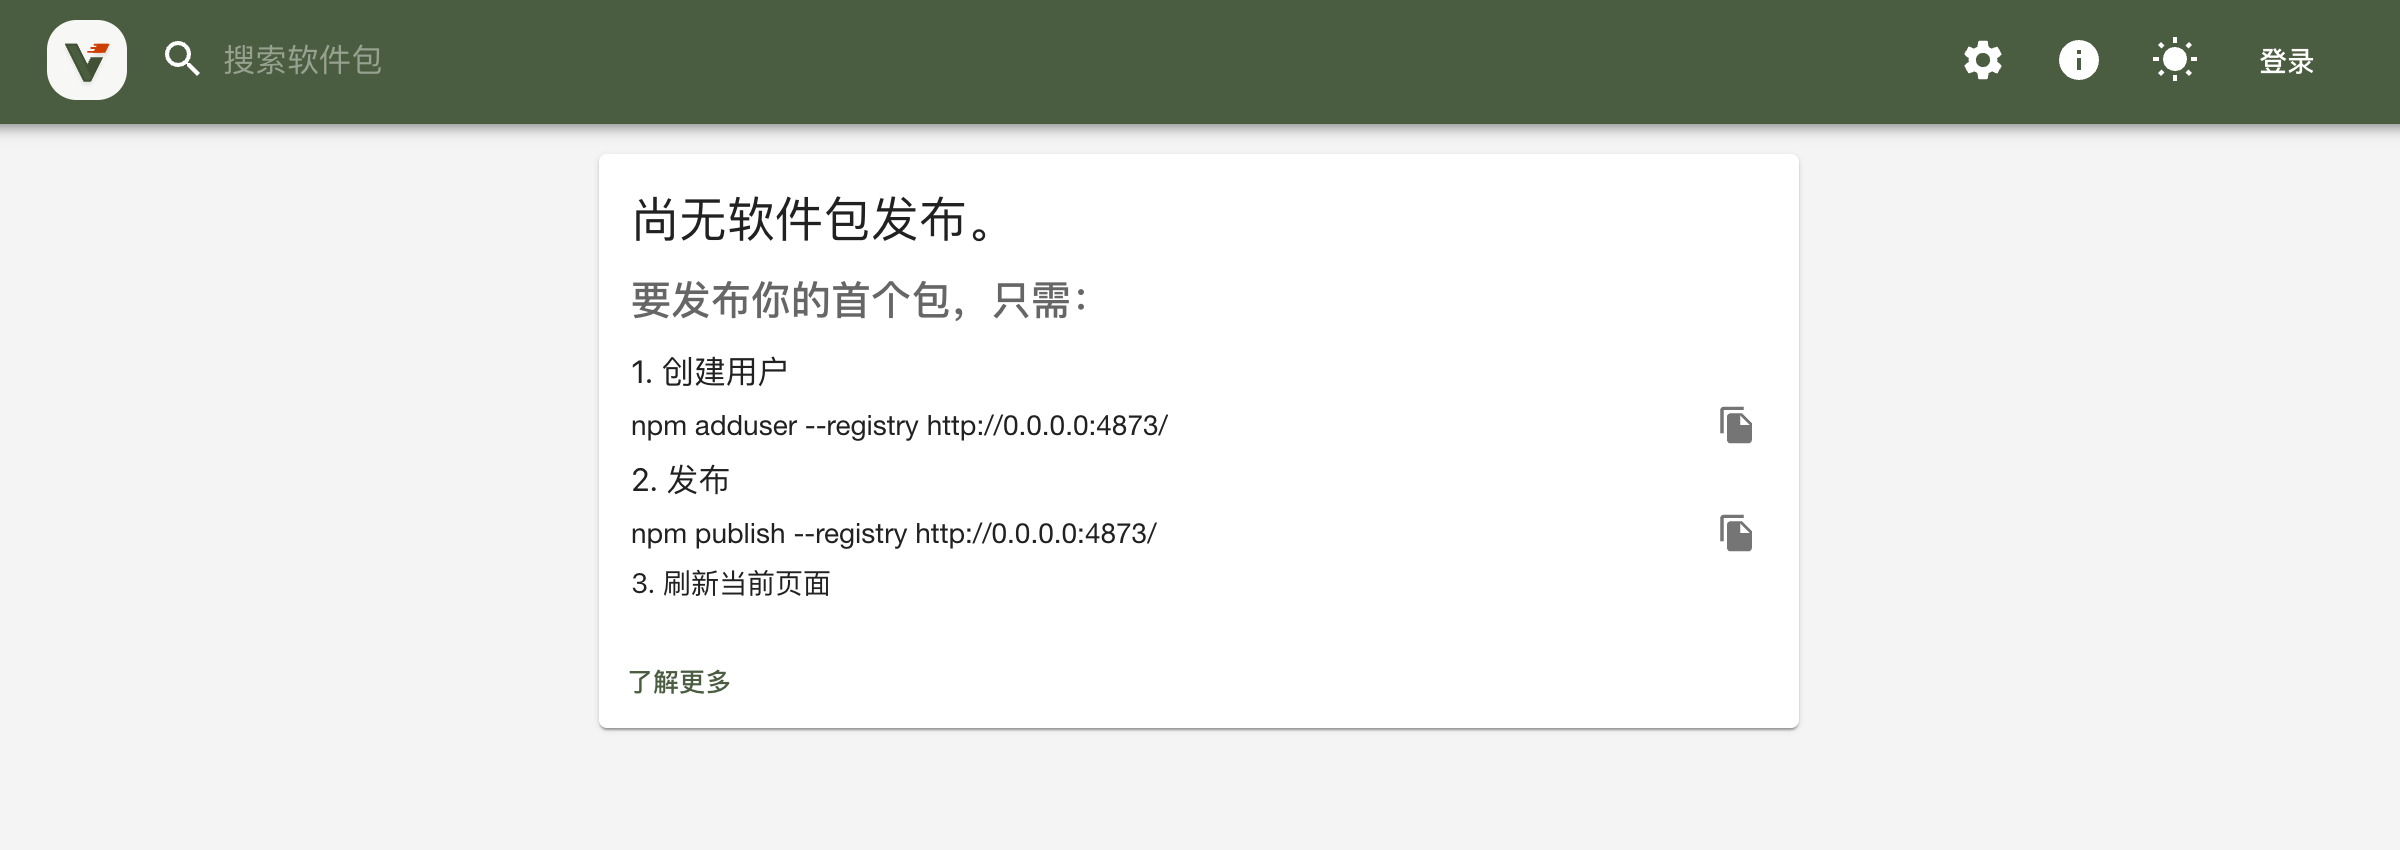 搜索软件包
登录
尚无软件包发布。
要发布你的首个包，只需：
1. 创建用户
npm adduser --registry http://0.0.0.0:4873/
2. 发布
npm publish --registry http://0.0.0.0:4873/
3. 刷新当前页面
了解更多